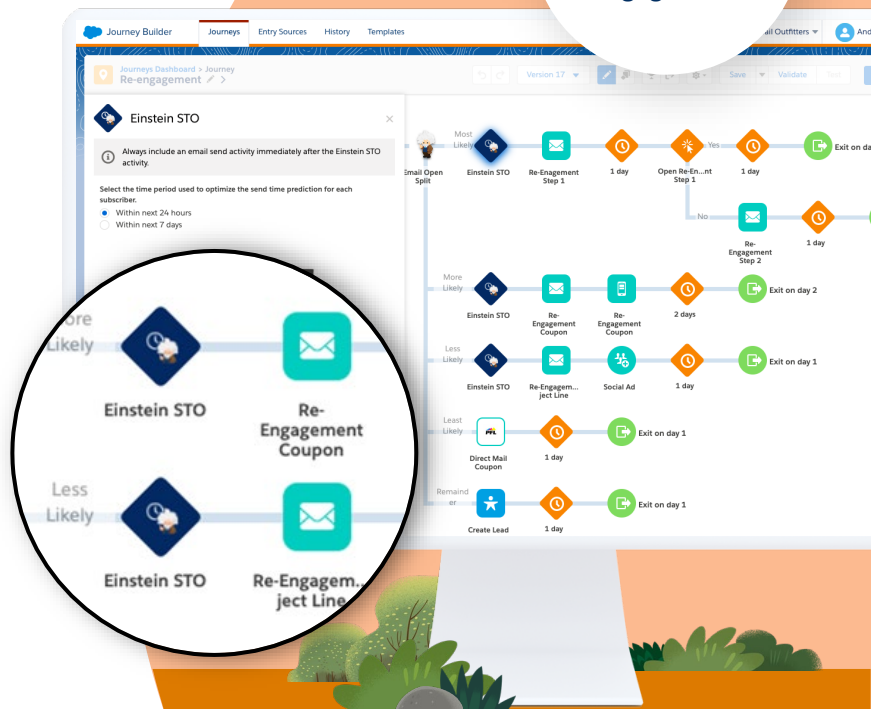 Journey Builder
Journeys
Entry Sources
History
Templates
Outfitters
Journeys Dashboard > Journey
Re-engagement
Version 17
Save
Validate
Einstein STO
Always include an email send activity immediately after the Einstein STO
activity.
Select the time period used to optimize the send time prediction for each
subscriber.
Within next 24 hours
Within next 7 days
Email Open
Split
Most
Likely
Einstein STO
Re-Engagement
Step 1
1 day
Open Re-En...nt
Step 1
Yes
1 day
Exit on
No
Re-
Engagement
Step 2
1 day
More
Likely
Einstein STO
Re-
Engagement
Coupon
Re-
Engagement
Coupon
2 days
Exit on day 2
Less
Likely
Einstein STO
Re-Engagem...
ject Line
Social Ad
1 day
Exit on day 1
Least
Likely
PFL
Direct Mail
Coupon
1 day
Exit on day 1
Remaind
er
Create Lead
1 day
Exit on day 1
Likely
Einstein STO
Re-
Engagement
Coupon
Less
Likely
Einstein STO
Re-Engagem...
ject Line